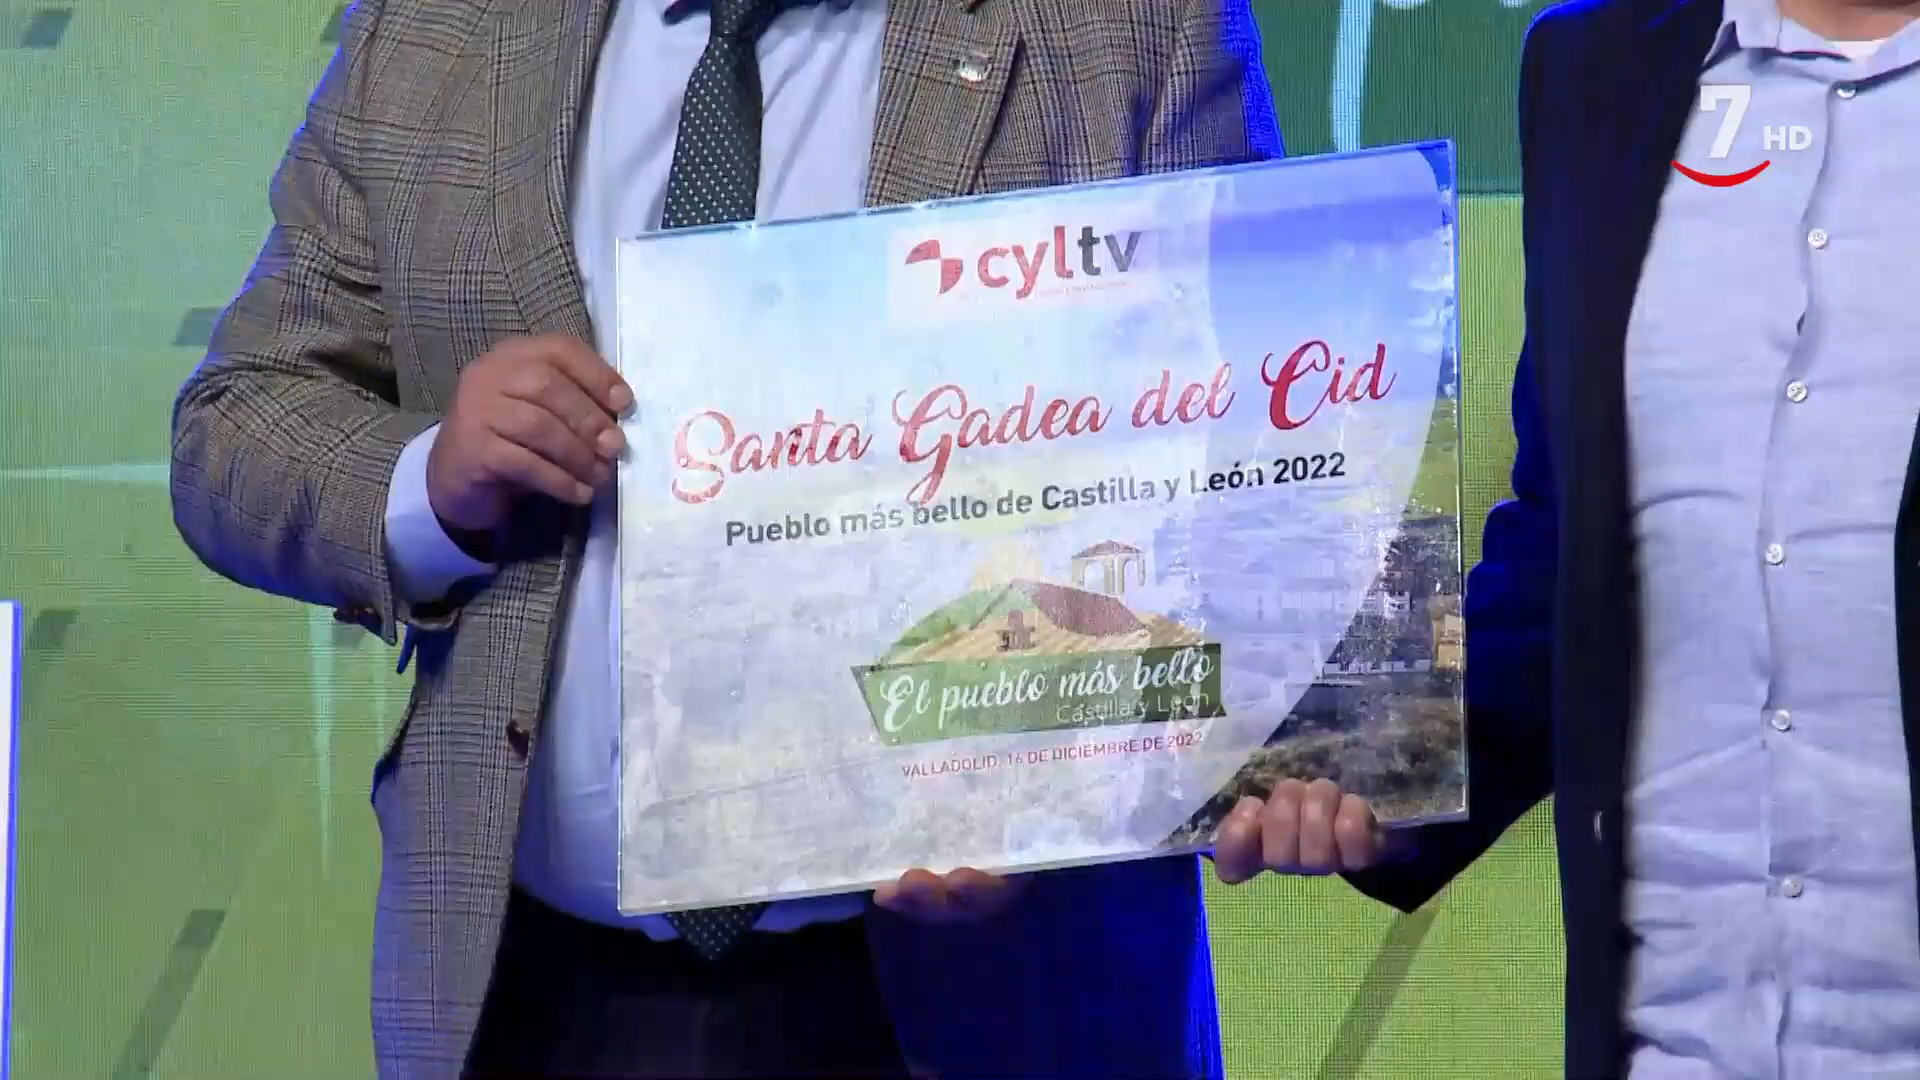 7 HD
cyltv
Santa Gadea del Cid
Pueblo más bello de Castilla y León 2022
El pueblo más bello
Castilla y León
VALLADOLID, 16 DE DICIEMBRE DE 2022